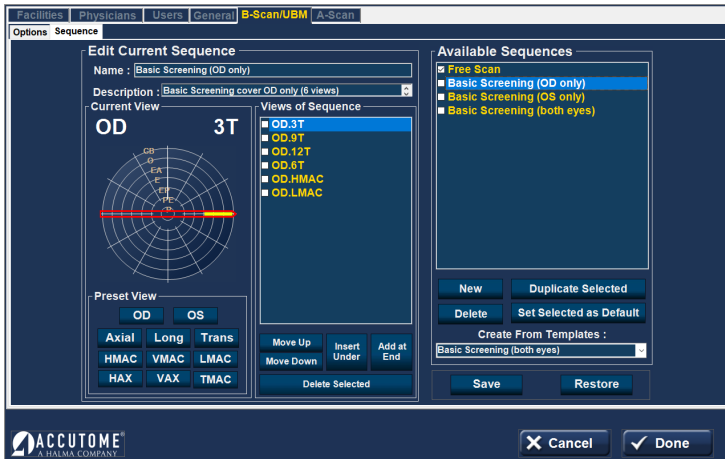 Facilities Physicians Users General B-Scan/UBM A-Scan
Options Sequence
Edit Current Sequence
Name : Basic Screening (OD only)
Description : Basic Screening cover OD only (6 views)
Current View
OD 3T
CB
O
EA
E
EP
PE
P
Preset View
OD OS
Axial Long Trans
HMAC VMAC LMAC
HAX VAX TMAC
Views of Sequence
OD.3T
OD.9T
OD.12T
OD.6T
OD.HMAC
OD.LMAC
Move Up
Move Down
Insert Under
Add at End
Delete Selected
Available Sequences
Free Scan
Basic Screening (OD only)
Basic Screening (OS only)
Basic Screening (both eyes)
New Duplicate Selected
Delete Set Selected as Default
Create From Templates :
Basic Screening (both eyes)
Save Restore
ACCUTOME®
A HALMA COMPANY
Cancel Done